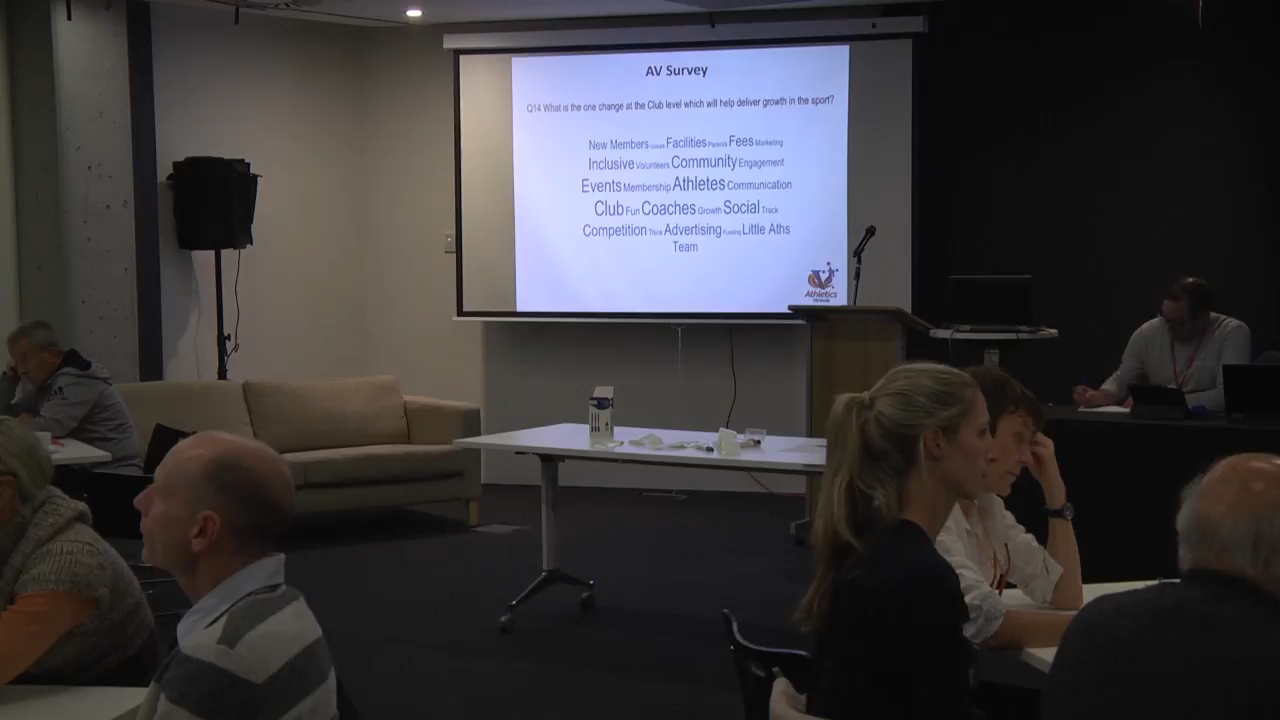 AV Survey
Q14 What is the one change at the Club level which will help deliver growth in the sport?
New Members Facilities Parents Fees Marketing
Inclusive Volunteers Community Engagement
Events Membership Athletes Communication
Club Fun Coaches Growth Social Track
Competition Think Advertising Funding Little Aths
Team
Athletics